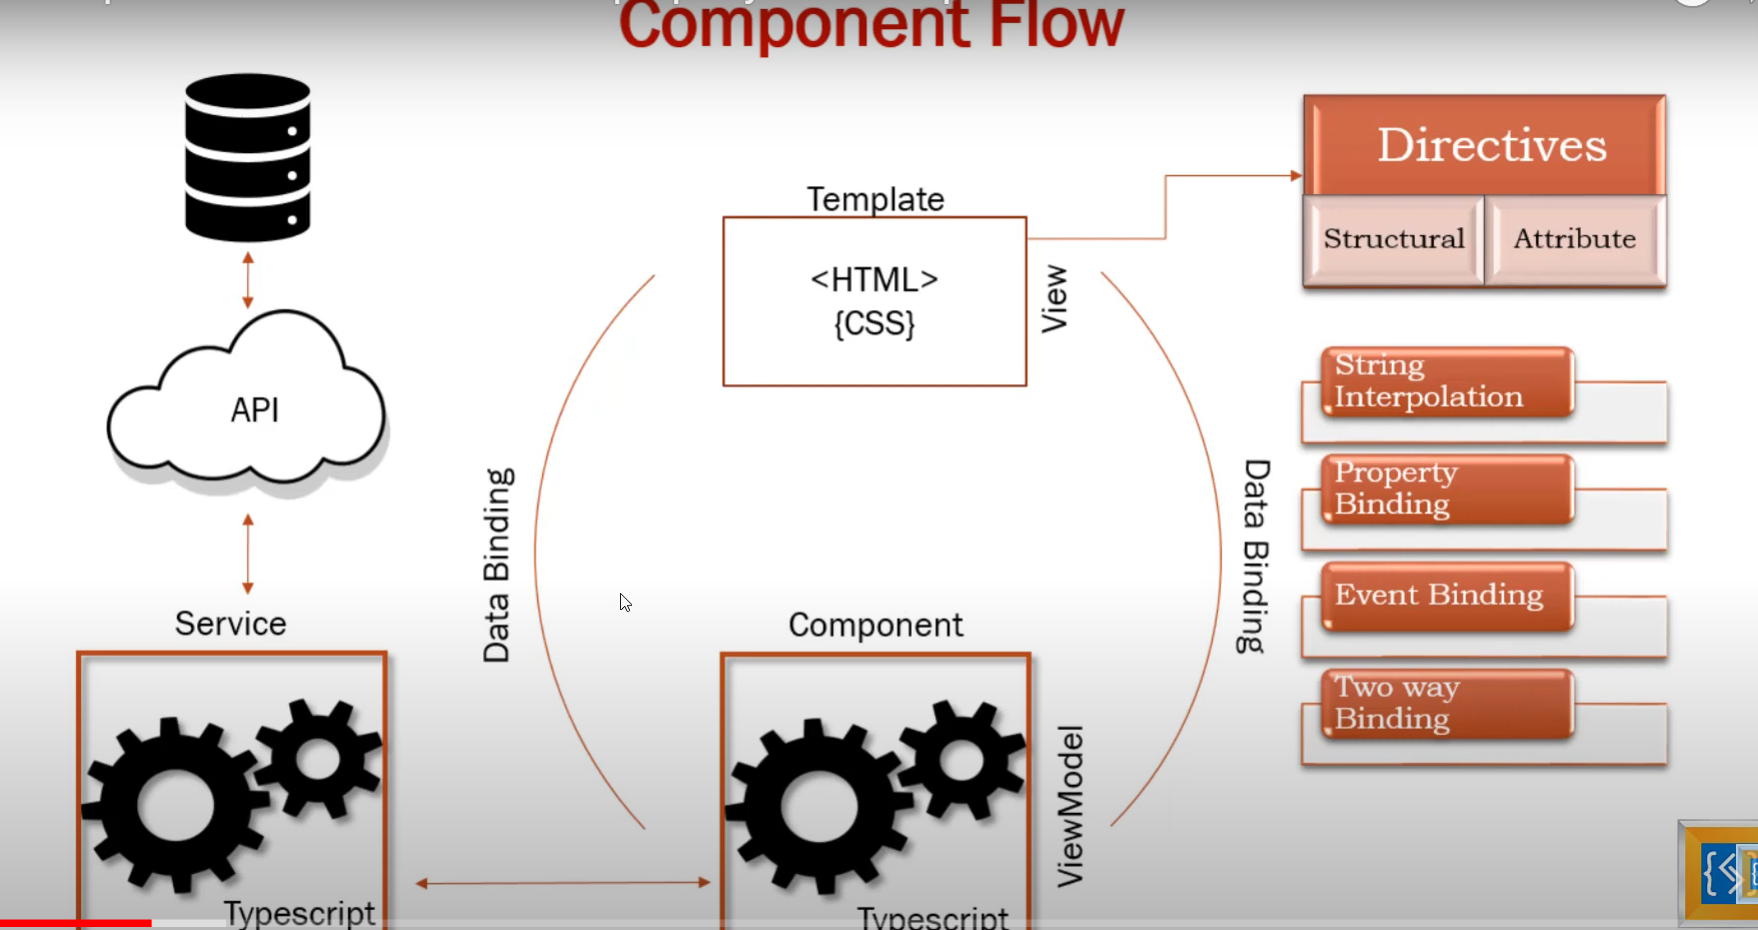 Component Flow
Directives
Structural
Attribute
Template
<HTML>
{CSS}
View
API
String
Interpolation
Property
Binding
Event Binding
Two way
Binding
Data Binding
Data Binding
Service
Component
ViewModel
Typescript
Typescript